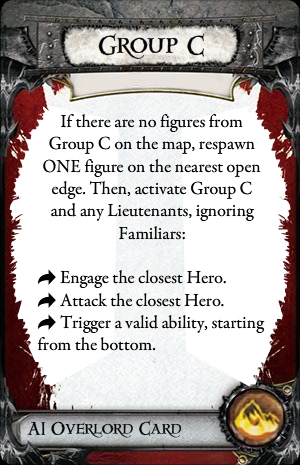 Group C
If there are no figures from
Group C on the map, respawn
ONE figure on the nearest open
edge. Then, activate Group C
and any Lieutenants, ignoring
Familiars:
➦ Engage the closest Hero.
➦ Attack the closest Hero.
➦ Trigger a valid ability, starting
from the bottom.
AI Overlord Card